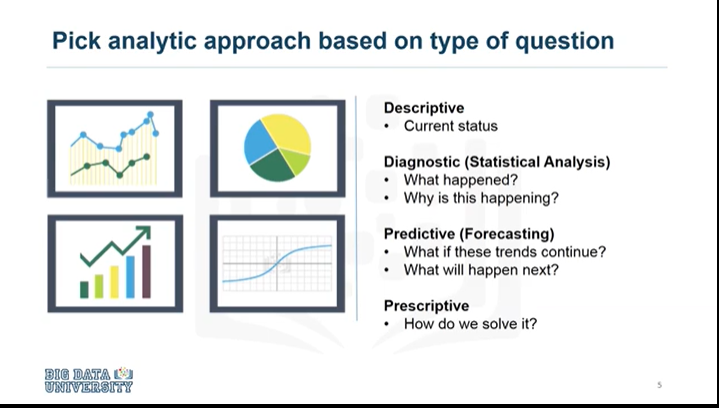 Pick analytic approach based on type of question
Descriptive
• Current status
Diagnostic (Statistical Analysis)
• What happened?
• Why is this happening?
Predictive (Forecasting)
• What if these trends continue?
• What will happen next?
Prescriptive
• How do we solve it?
BIG DATA
UNIVERSITY
5